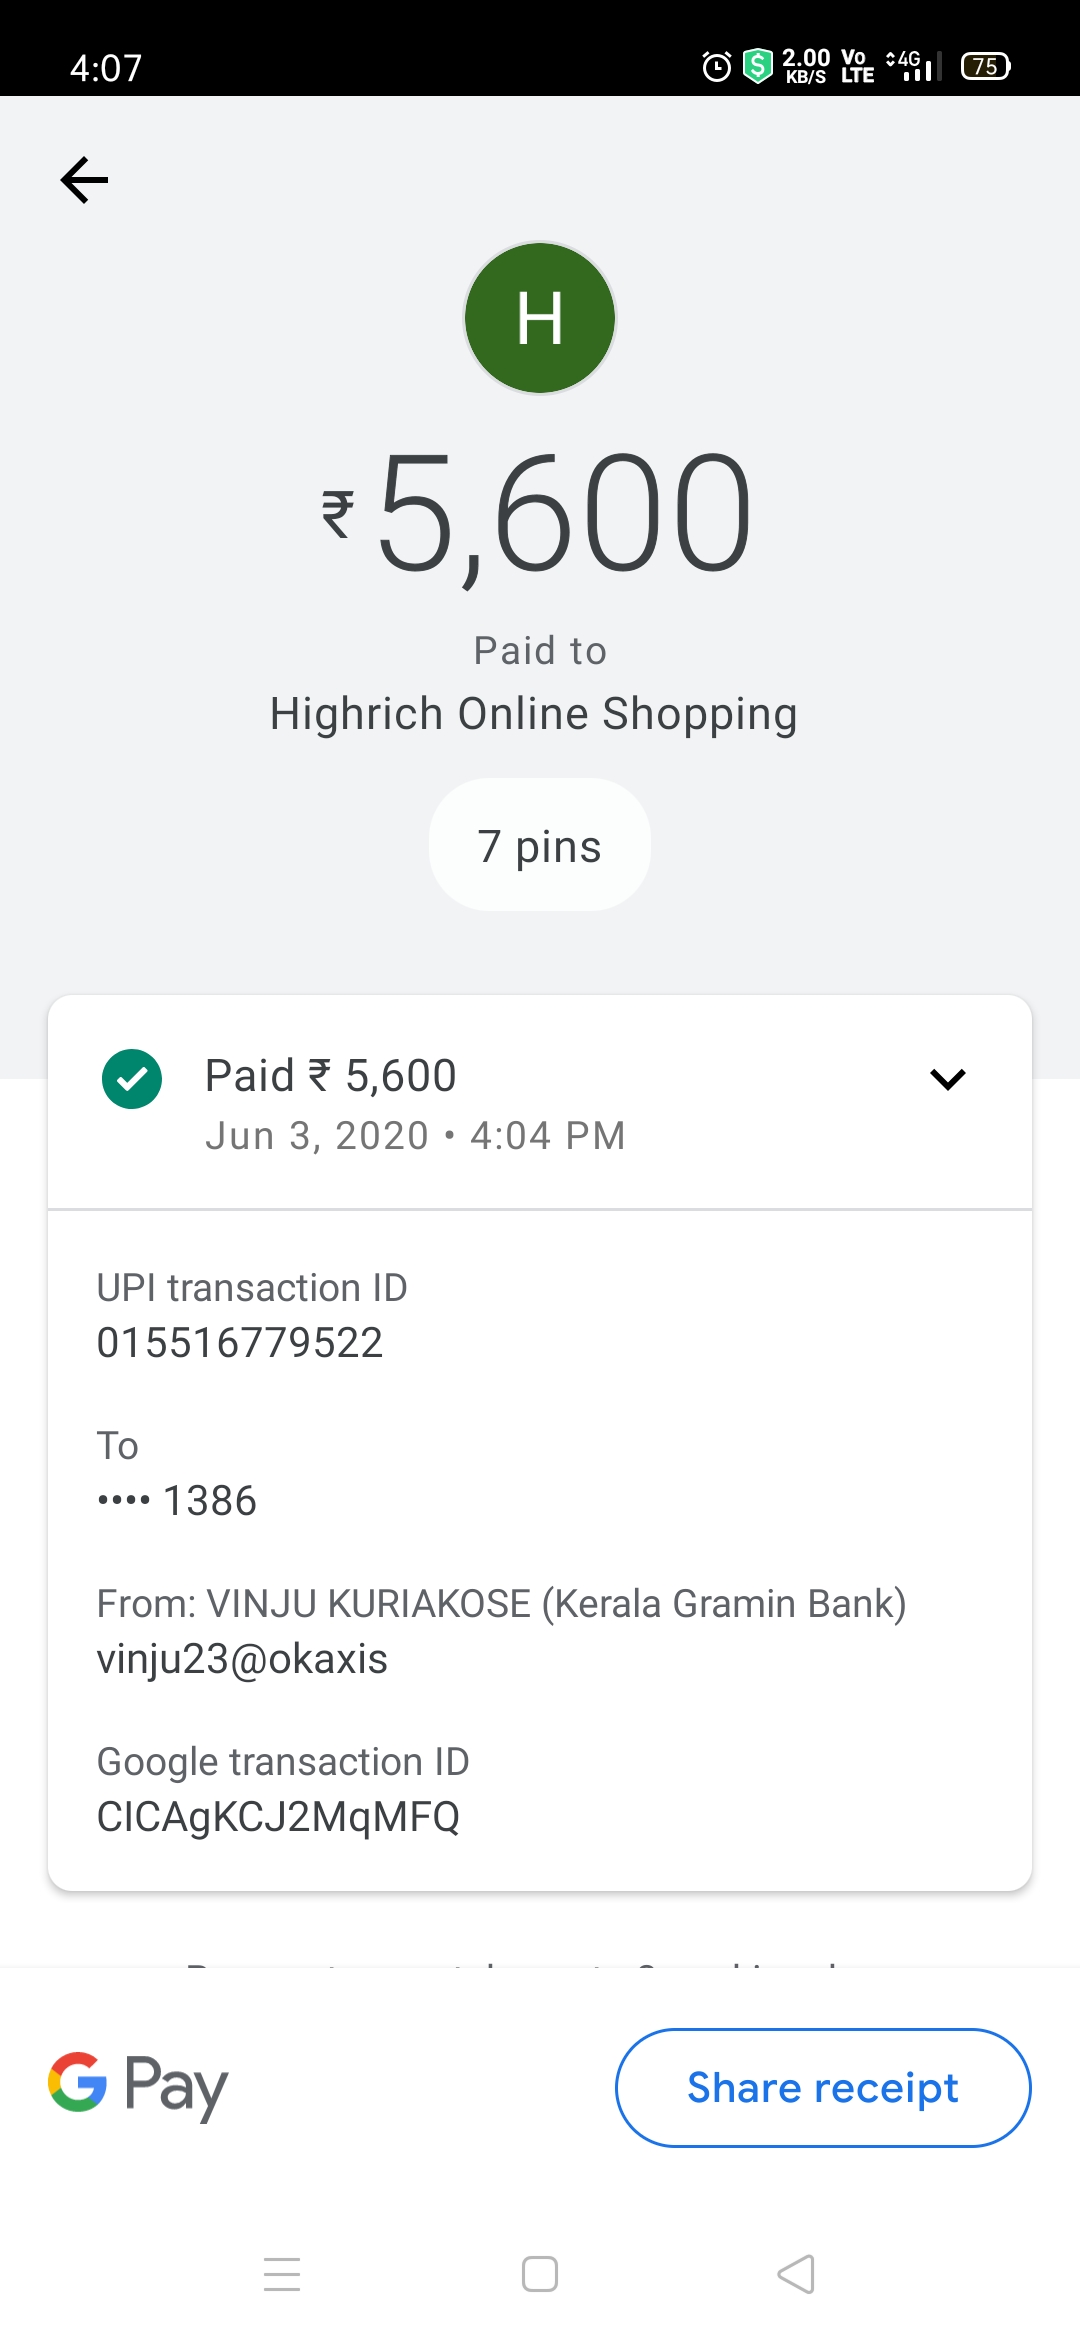 4:07
2.00 KB/S Vo LTE 4G 75
H
₹5,600
Paid to
Highrich Online Shopping
7 pins
Paid ₹ 5,600
Jun 3, 2020 • 4:04 PM
UPI transaction ID
015516779522
To
•••• 1386
From: VINJU KURIAKOSE (Kerala Gramin Bank)
vinju23@okaxis
Google transaction ID
CICAgKCJ2MqMFQ
G Pay
Share receipt